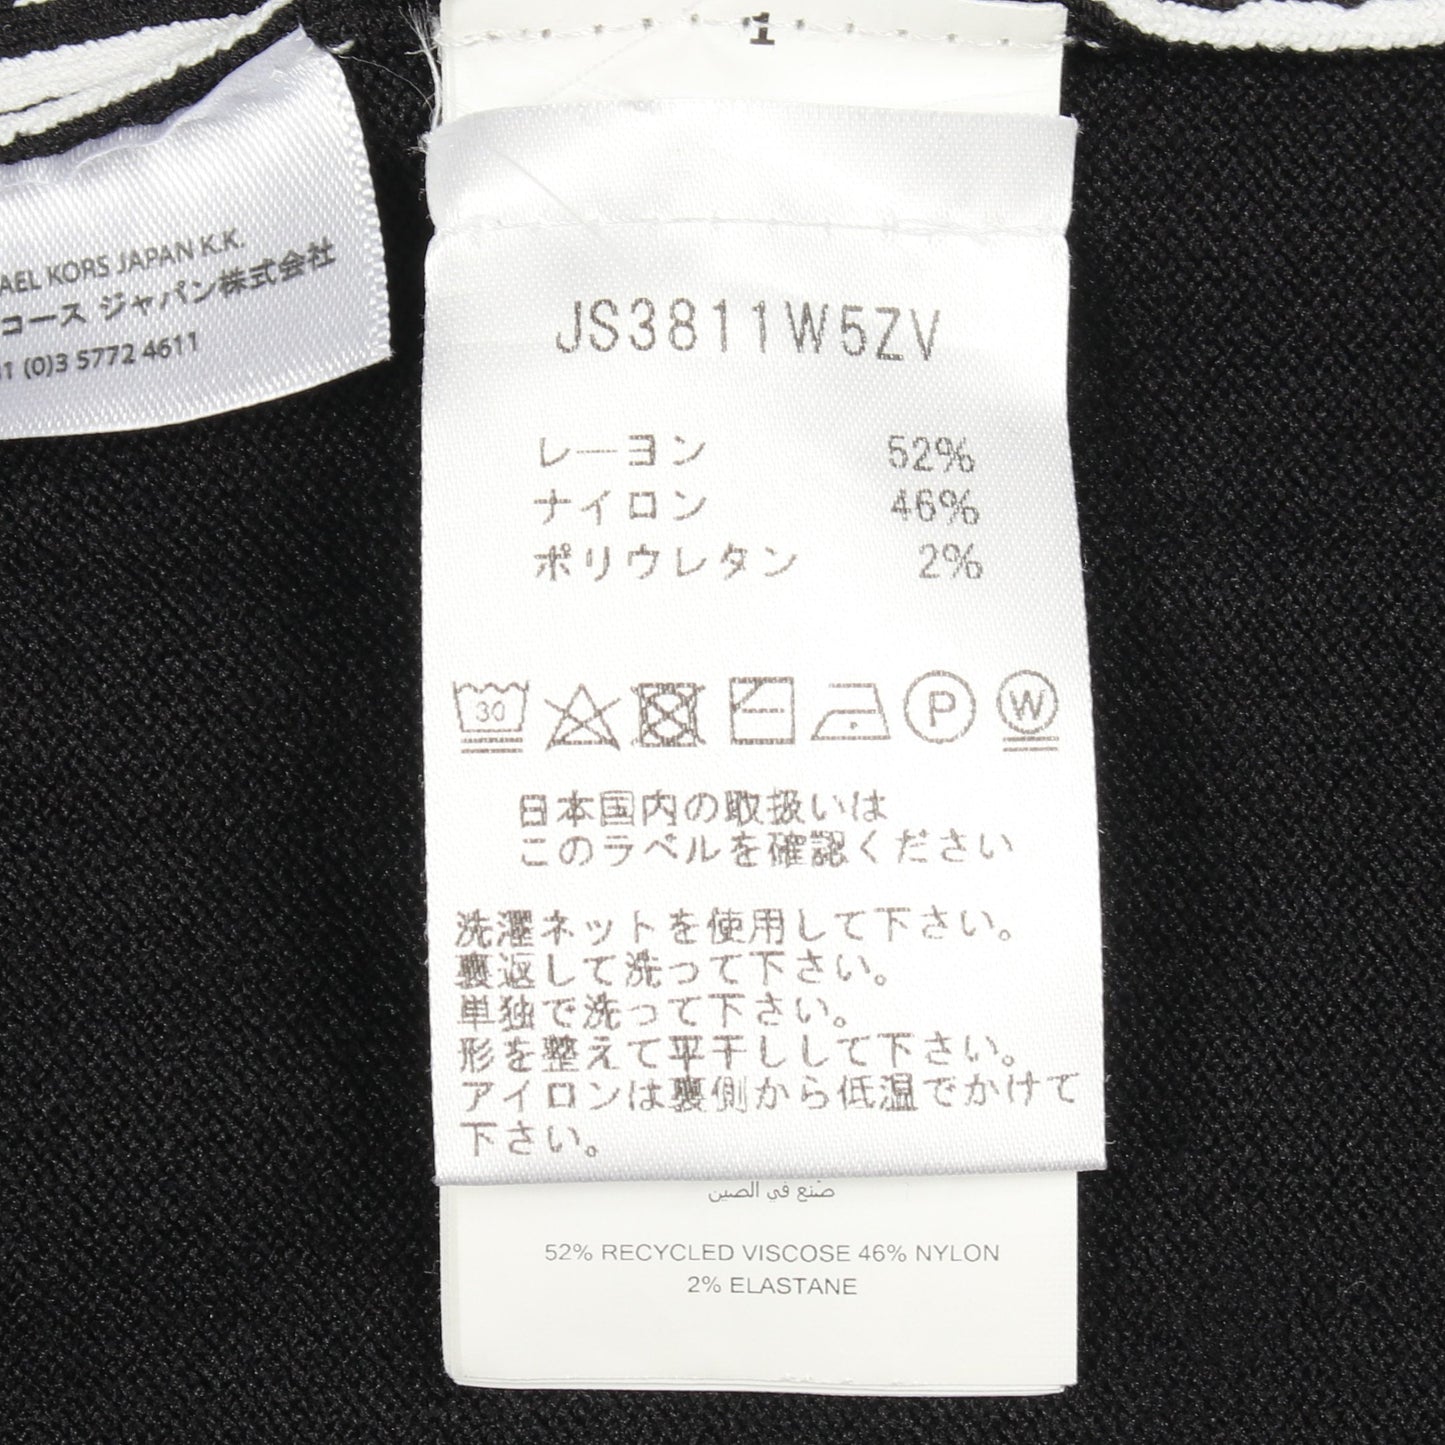 1
AEL KORS JAPAN K.K.
コース ジャパン株式会社
1 (0)3 5772 4611
JS3811W5ZV
レーヨン 52%
ナイロン 46%
ポリウレタン 2%
30 P W
日本国内の取扱いは
このラベルを確認ください
洗濯ネットを使用して下さい。
裏返して洗って下さい。
単独で洗って下さい。
形を整えて平干しして下さい。
アイロンは裏側から低温でかけて
下さい。
صنع في الصين
52% RECYCLED VISCOSE 46% NYLON
2% ELASTANE